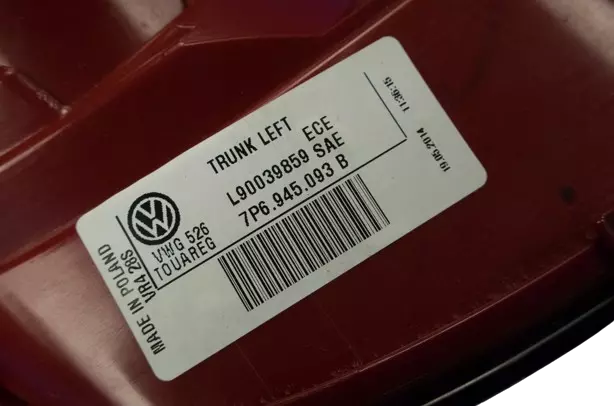 TRUNK LEFT
ECE
L90039859 SAE
7P6.945.093 B
VWG 526
TOUAREG
VR4 28S
MADE IN POLAND
11:36:15
19.05.2014